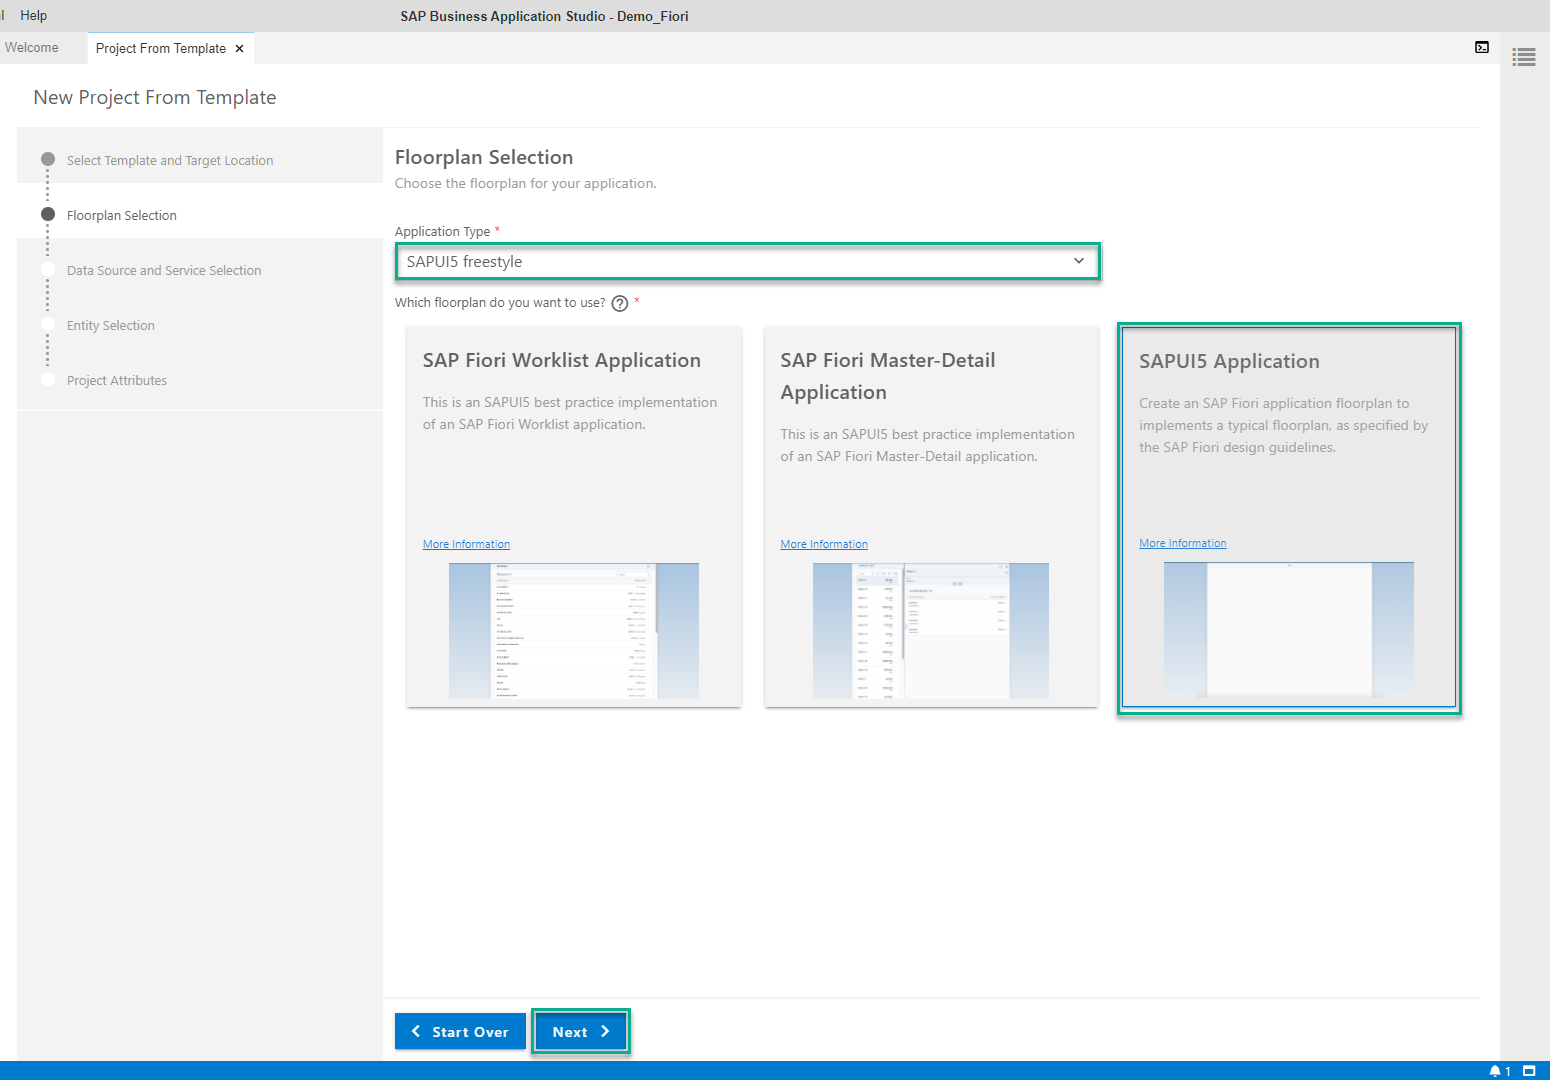 Help
SAP Business Application Studio - Demo_Fiori
Welcome
Project From Template
New Project From Template
Select Template and Target Location
Floorplan Selection
Data Source and Service Selection
Entity Selection
Project Attributes
Floorplan Selection
Choose the floorplan for your application.
Application Type *
SAPUI5 freestyle
Which floorplan do you want to use? ? *
SAP Fiori Worklist Application
This is an SAPUI5 best practice implementation
of an SAP Fiori Worklist application.
More Information
SAP Fiori Master-Detail
Application
This is an SAPUI5 best practice implementation
of an SAP Fiori Master-Detail application.
More Information
SAPUI5 Application
Create an SAP Fiori application floorplan to
implements a typical floorplan, as specified by
the SAP Fiori design guidelines.
More Information
Start Over
Next
1